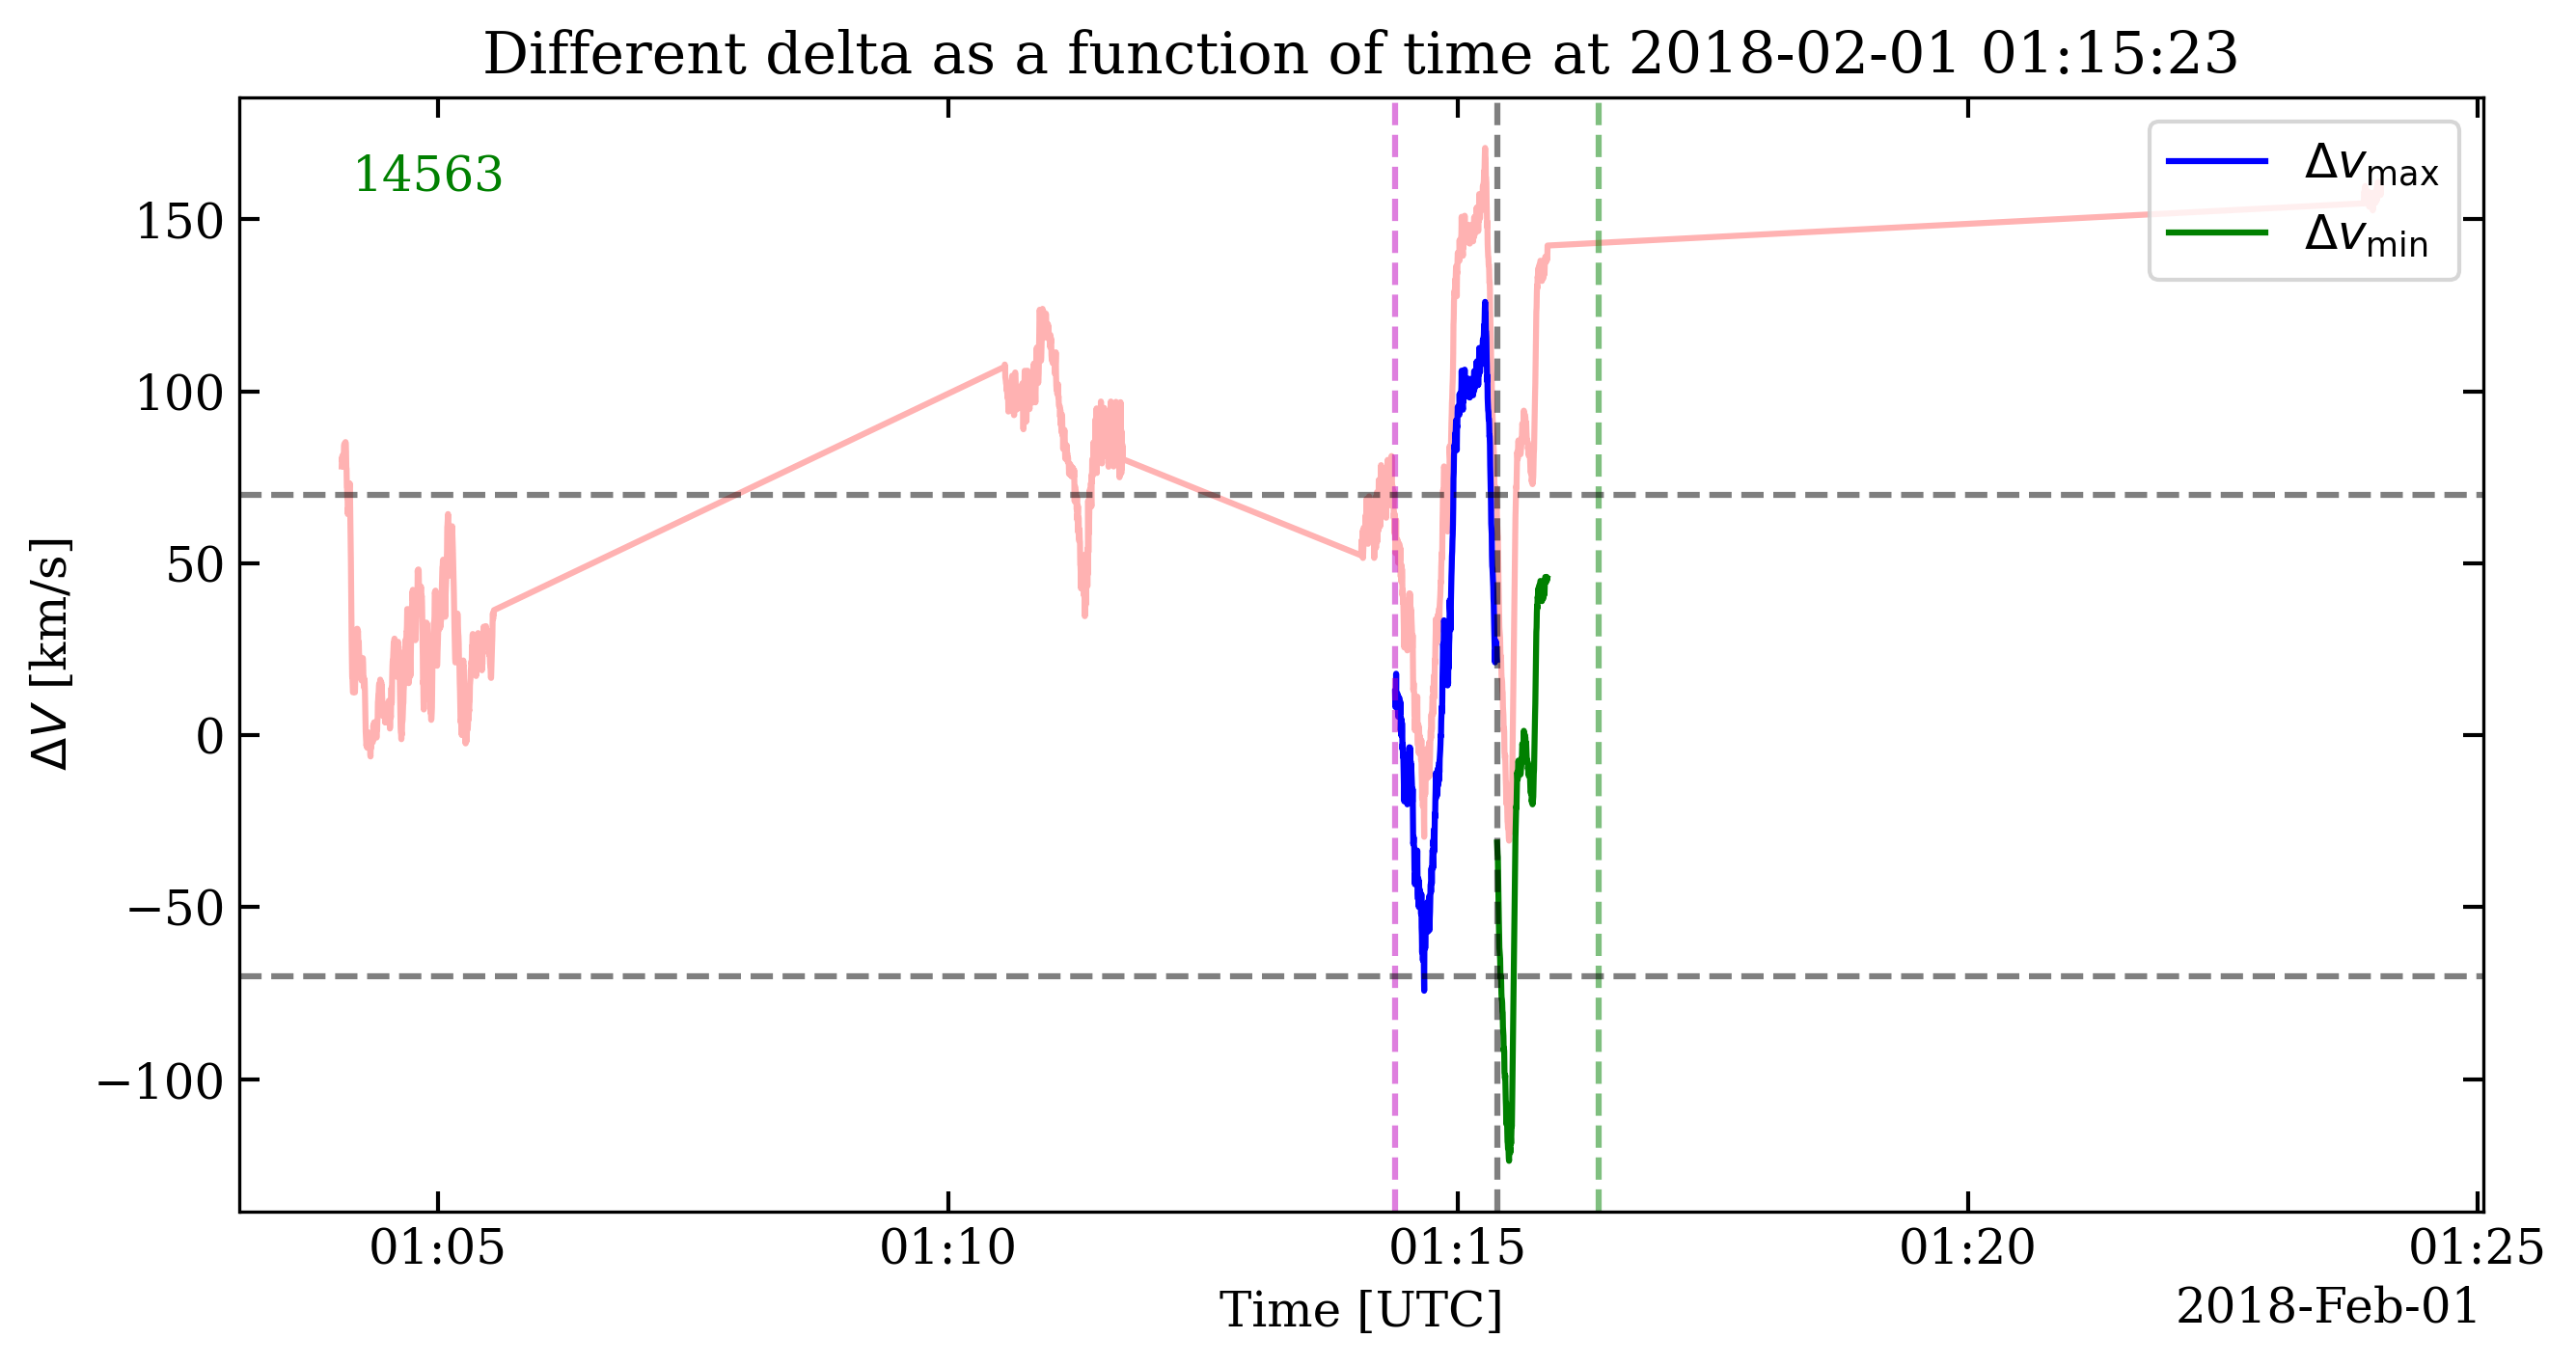 Different delta as a function of time at 2018-02-01 01:15:23
14563
Δv_max
Δv_min
150
100
50
0
−50
−100
ΔV [km/s]
01:05 01:10 01:15 01:20 01:25
Time [UTC]
2018-Feb-01